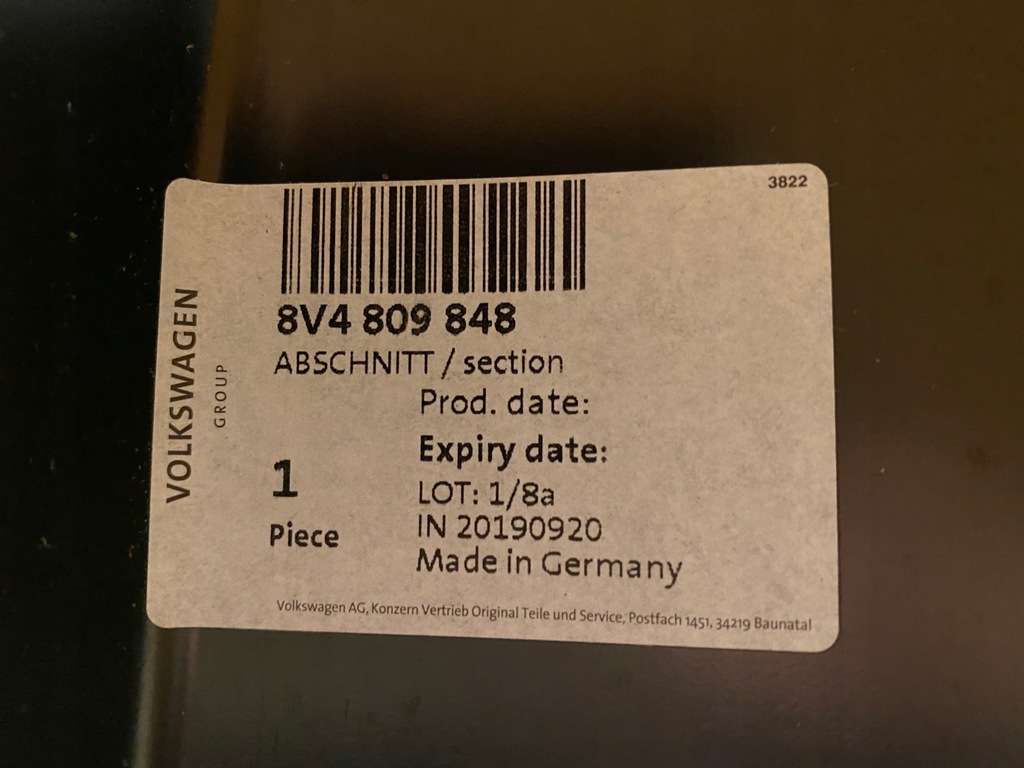 3822
VOLKSWAGEN
GROUP
8V4 809 848
ABSCHNITT / section
Prod. date:
Expiry date:
1
Piece
LOT: 1/8a
IN 20190920
Made in Germany
Volkswagen AG, Konzern Vertrieb Original Teile und Service, Postfach 1451, 34219 Baunatal